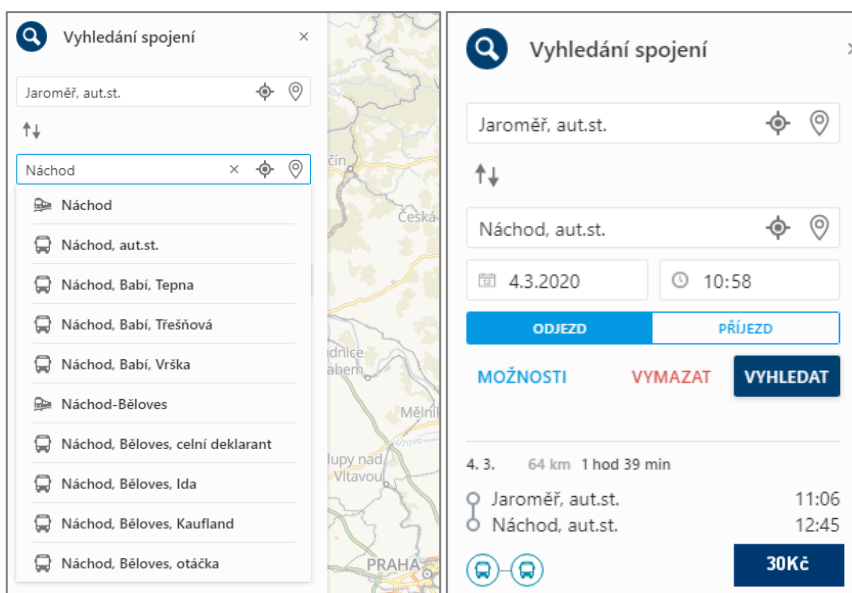 Vyhledání spojení
Jaroměř, aut.st.
Náchod
Náchod
Náchod, aut.st.
Náchod, Babí, Tepna
Náchod, Babí, Třešňová
Náchod, Babí, Vrška
Náchod-Běloves
Náchod, Běloves, celní deklarant
Náchod, Běloves, Ida
Náchod, Běloves, Kaufland
Náchod, Běloves, otáčka
čín
Česká
dnice
abem
Mělník
lupy nad
Vltavou
Vltava
PRAHA
Vyhledání spojení
Jaroměř, aut.st.
Náchod, aut.st.
4.3.2020
10:58
ODJEZD
PŘÍJEZD
MOŽNOSTI
VYMAZAT
VYHLEDAT
4. 3. 64 km 1 hod 39 min
Jaroměř, aut.st. 11:06
Náchod, aut.st. 12:45
30Kč